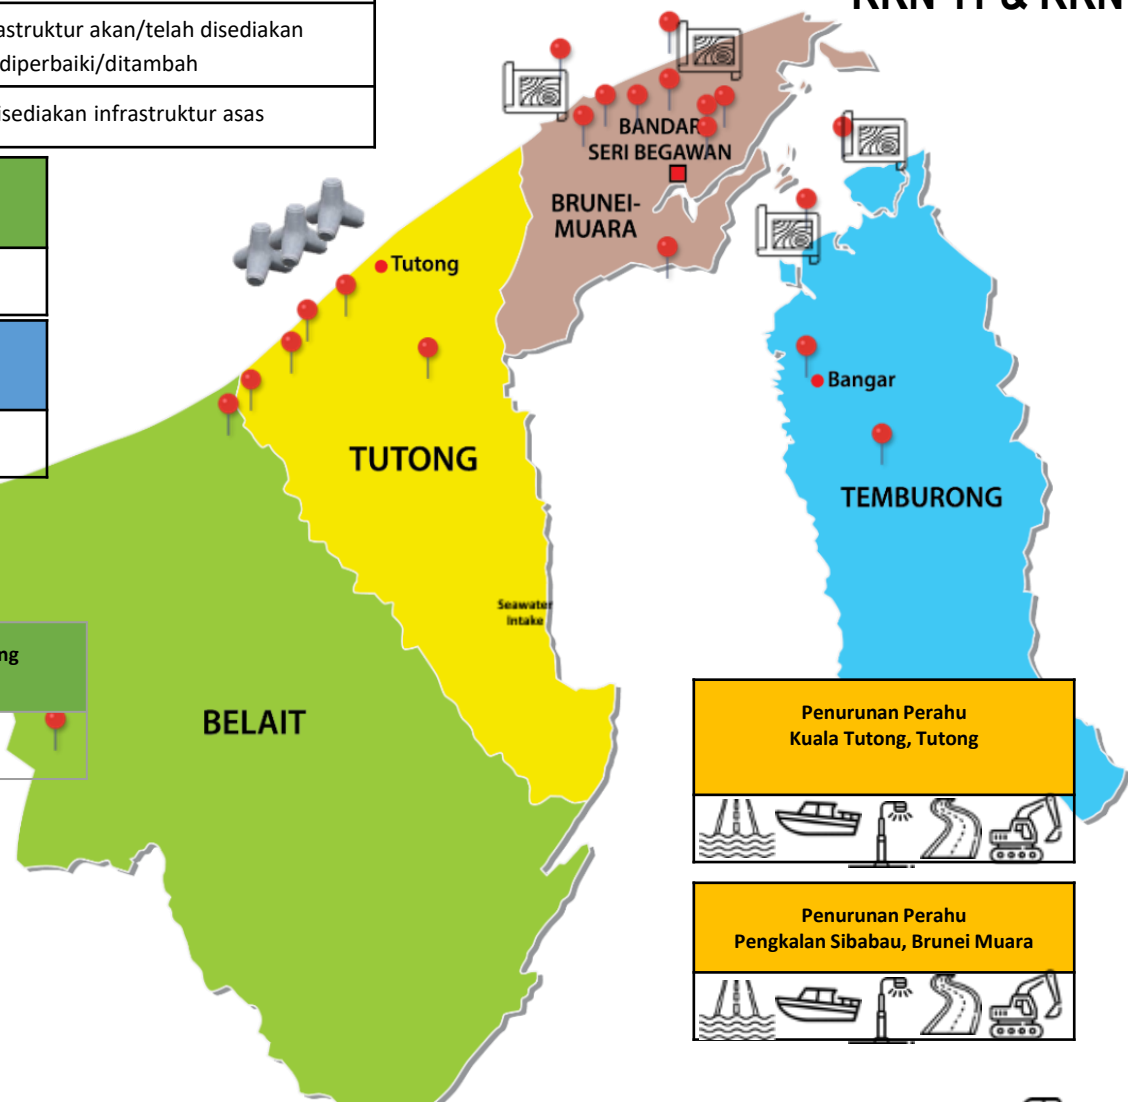 astruktur akan/telah disediakan
diperbaiki/ditambah
isediakan infrastruktur asas
BANDAR
SERI BEGAWAN
BRUNEI-
MUARA
Tutong
Bangar
TUTONG
TEMBURONG
Seawater
Intake
ng
BELAIT
Penurunan Perahu
Kuala Tutong, Tutong
Penurunan Perahu
Pengkalan Sibabau, Brunei Muara